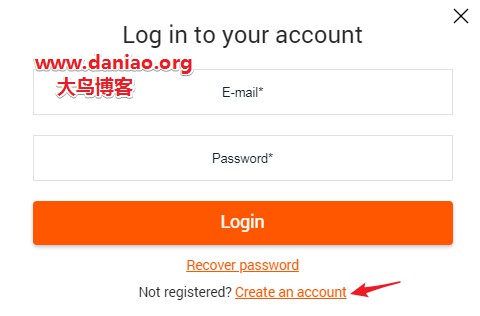 Log in to your account
www.daniao.org
大鸟博客
E-mail*
Password*
Login
Recover password
Not registered? Create an account